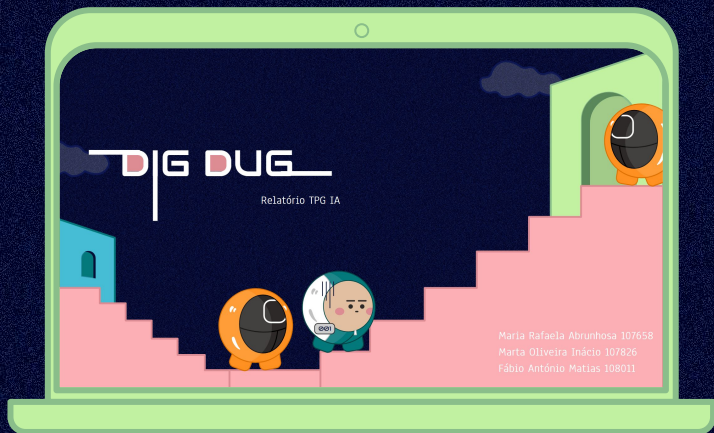 DIG DUG
Relatório TPG IA
001
Maria Rafaela Abrunhosa 107658
Marta Oliveira Inácio 107826
Fábio António Matias 108011